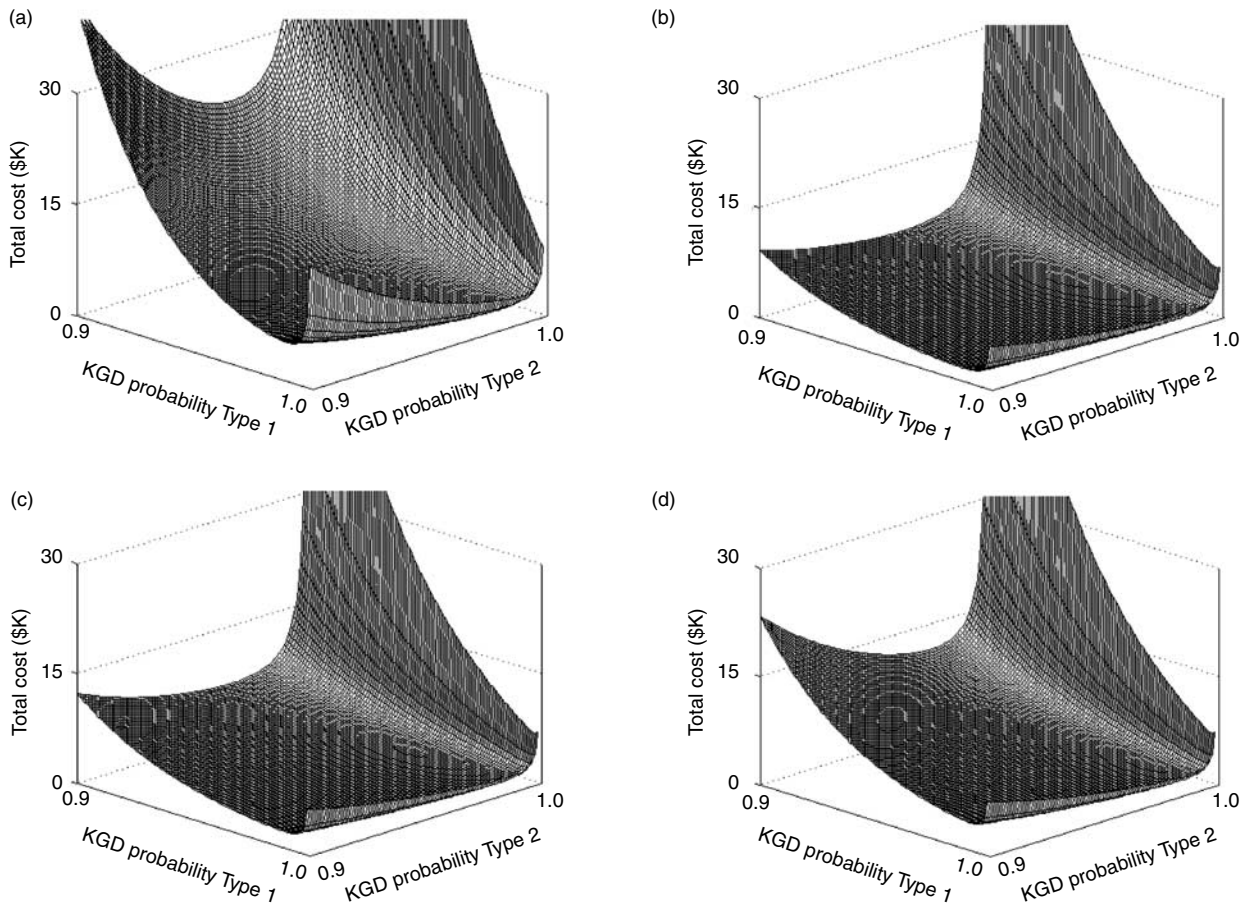 (a)
30
15
0
Total cost ($K)
0.9
KGD probability Type 1
1.0
0.9
KGD probability Type 2
1.0
(b)
30
15
0
Total cost ($K)
0.9
KGD probability Type 1
1.0
0.9
KGD probability Type 2
1.0
(c)
30
15
0
Total cost ($K)
0.9
KGD probability Type 1
1.0
0.9
KGD probability Type 2
1.0
(d)
30
15
0
Total cost ($K)
0.9
KGD probability Type 1
1.0
0.9
KGD probability Type 2
1.0